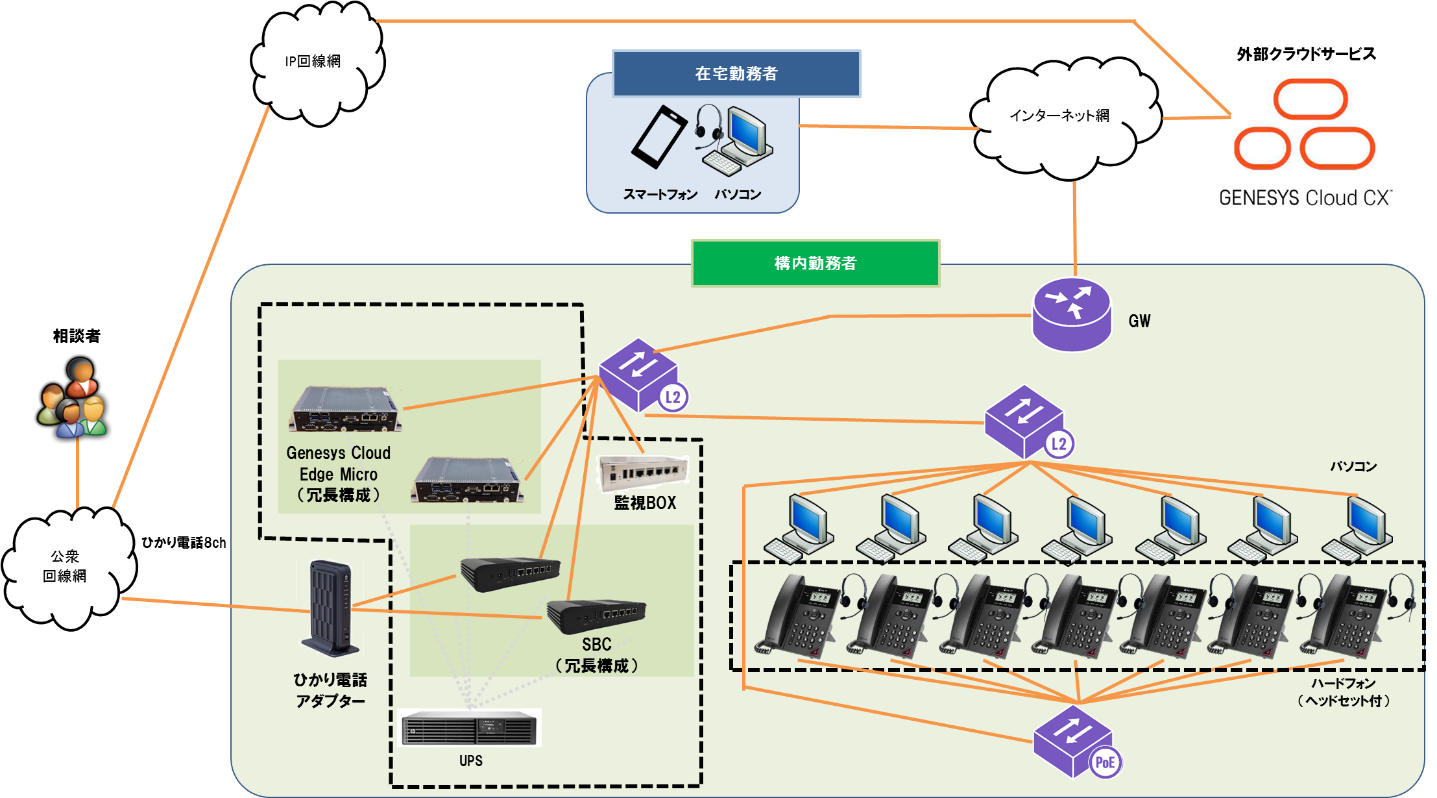 IP回線網
在宅勤務者
スマートフォン
パソコン
インターネット網
外部クラウドサービス
GENESYS Cloud CX™
構内勤務者
GW
相談者
L2
L2
Genesys Cloud
Edge Micro
（冗長構成）
監視BOX
パソコン
公衆
回線網
ひかり電話8ch
SBC
（冗長構成）
ひかり電話
アダプター
ハードフォン
（ヘッドセット付）
UPS
PoE